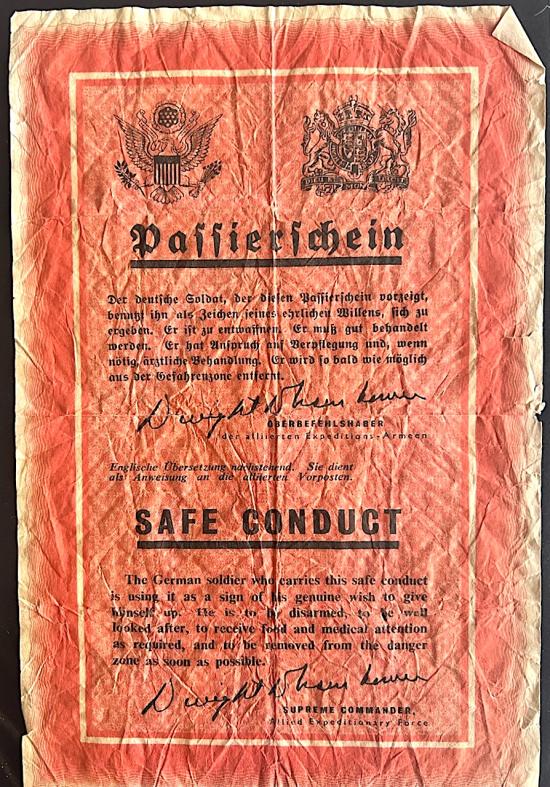 Passierschein
Der deutsche Soldat, der diesen Passierschein vorzeigt,
benutzt ihn als Zeichen seines ehrlichen Willens, sich zu
ergeben. Er ist zu entwaffnen. Er muß gut behandelt
werden. Er hat Anspruch auf Verpflegung und, wenn
nötig, ärztliche Behandlung. Er wird so bald wie möglich
aus der Gefahrenzone entfernt.
Dwight D Eisenhower
OBERBEFEHLSHABER
der alliierten Expeditions-Armeen
Englische Übersetzung nachstehend. Sie dient
als Anweisung an die alliierten Vorposten.
SAFE CONDUCT
The German soldier who carries this safe conduct
is using it as a sign of his genuine wish to give
himself up. He is to be disarmed, to be well
looked after, to receive food and medical attention
as required, and to be removed from the danger
zone as soon as possible.
Dwight D Eisenhower
SUPREME COMMANDER,
Allied Expeditionary Force